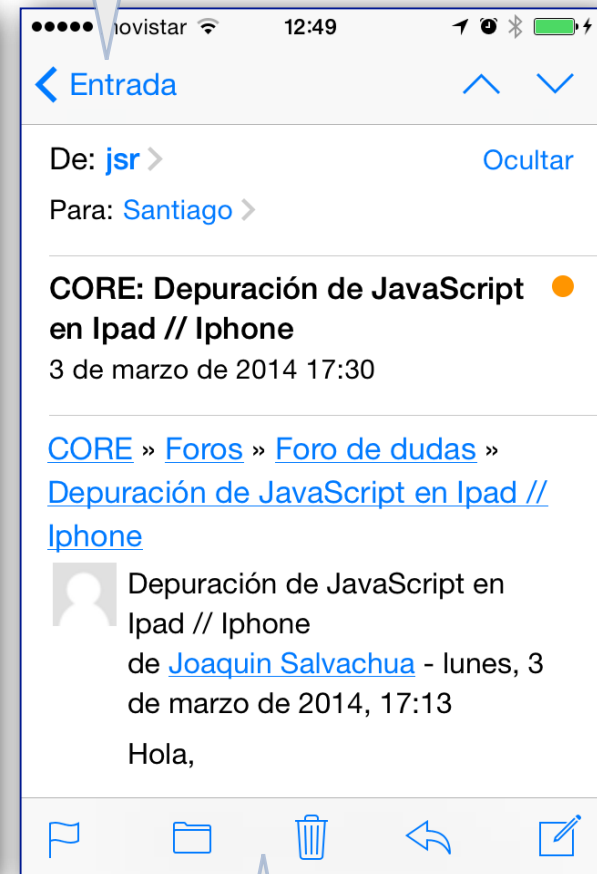 movistar 12:49
Entrada
De: jsr Ocultar
Para: Santiago
CORE: Depuración de JavaScript
en Ipad // Iphone
3 de marzo de 2014 17:30
CORE » Foros » Foro de dudas »
Depuración de JavaScript en Ipad //
Iphone
Depuración de JavaScript en
Ipad // Iphone
de Joaquin Salvachua - lunes, 3
de marzo de 2014, 17:13
Hola,